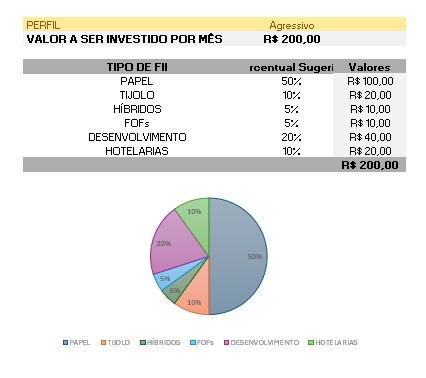 PERFIL Agressivo
VALOR A SER INVESTIDO POR MÊS R$ 200,00
TIPO DE FII rcentual Sugeri Valores
PAPEL 50% R$ 100,00
TIJOLO 10% R$ 20,00
HÍBRIDOS 5% R$ 10,00
FOFs 5% R$ 10,00
DESENVOLVIMENTO 20% R$ 40,00
HOTELARIAS 10% R$ 20,00
R$ 200,00
10%
20%
50%
5%
5%
10%
PAPEL TIJOLO HÍBRIDOS FOFs DESENVOLVIMENTO HOTELARIAS